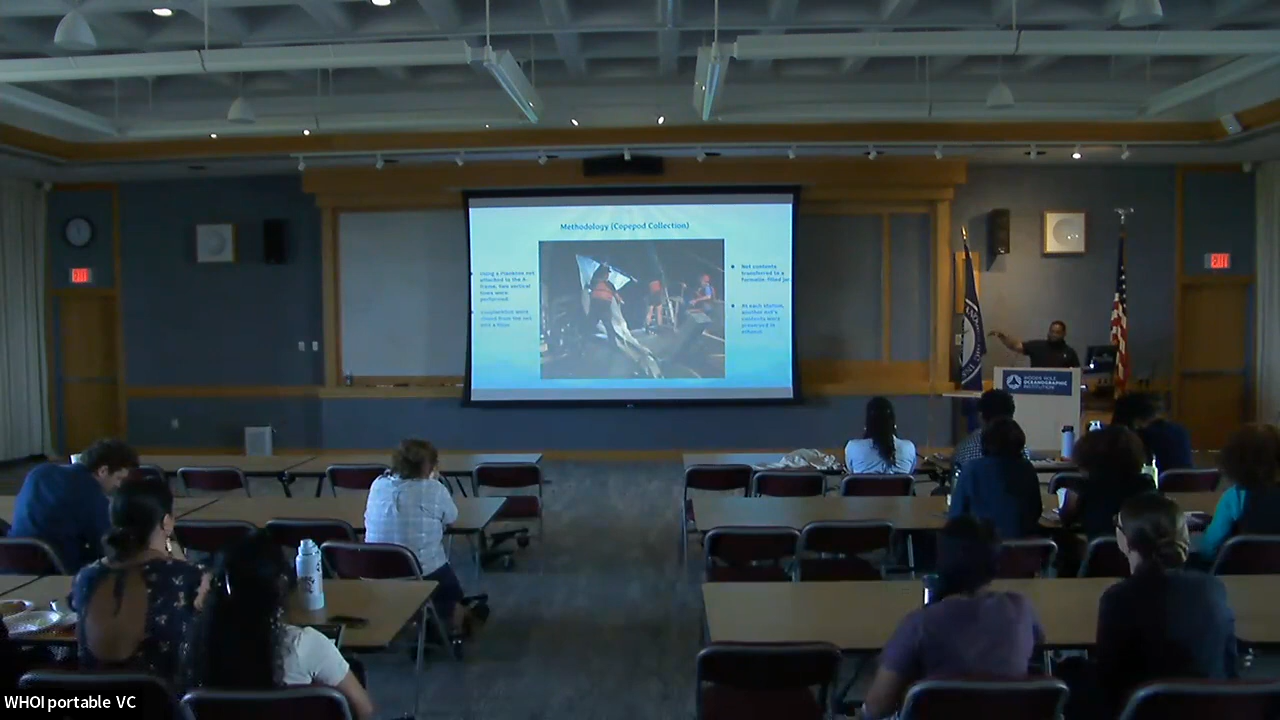 Methodology (Copepod Collection)
Using a Plankton net
attached to the A-
frame, two vertical
tows were
performed
Net contents
transferred to a
formalin filled jar
At each station,
another net's
contents were
preserved in
ethanol
EXIT
EXIT
WOODS HOLE
OCEANOGRAPHIC
INSTITUTION
WHOI portable VC